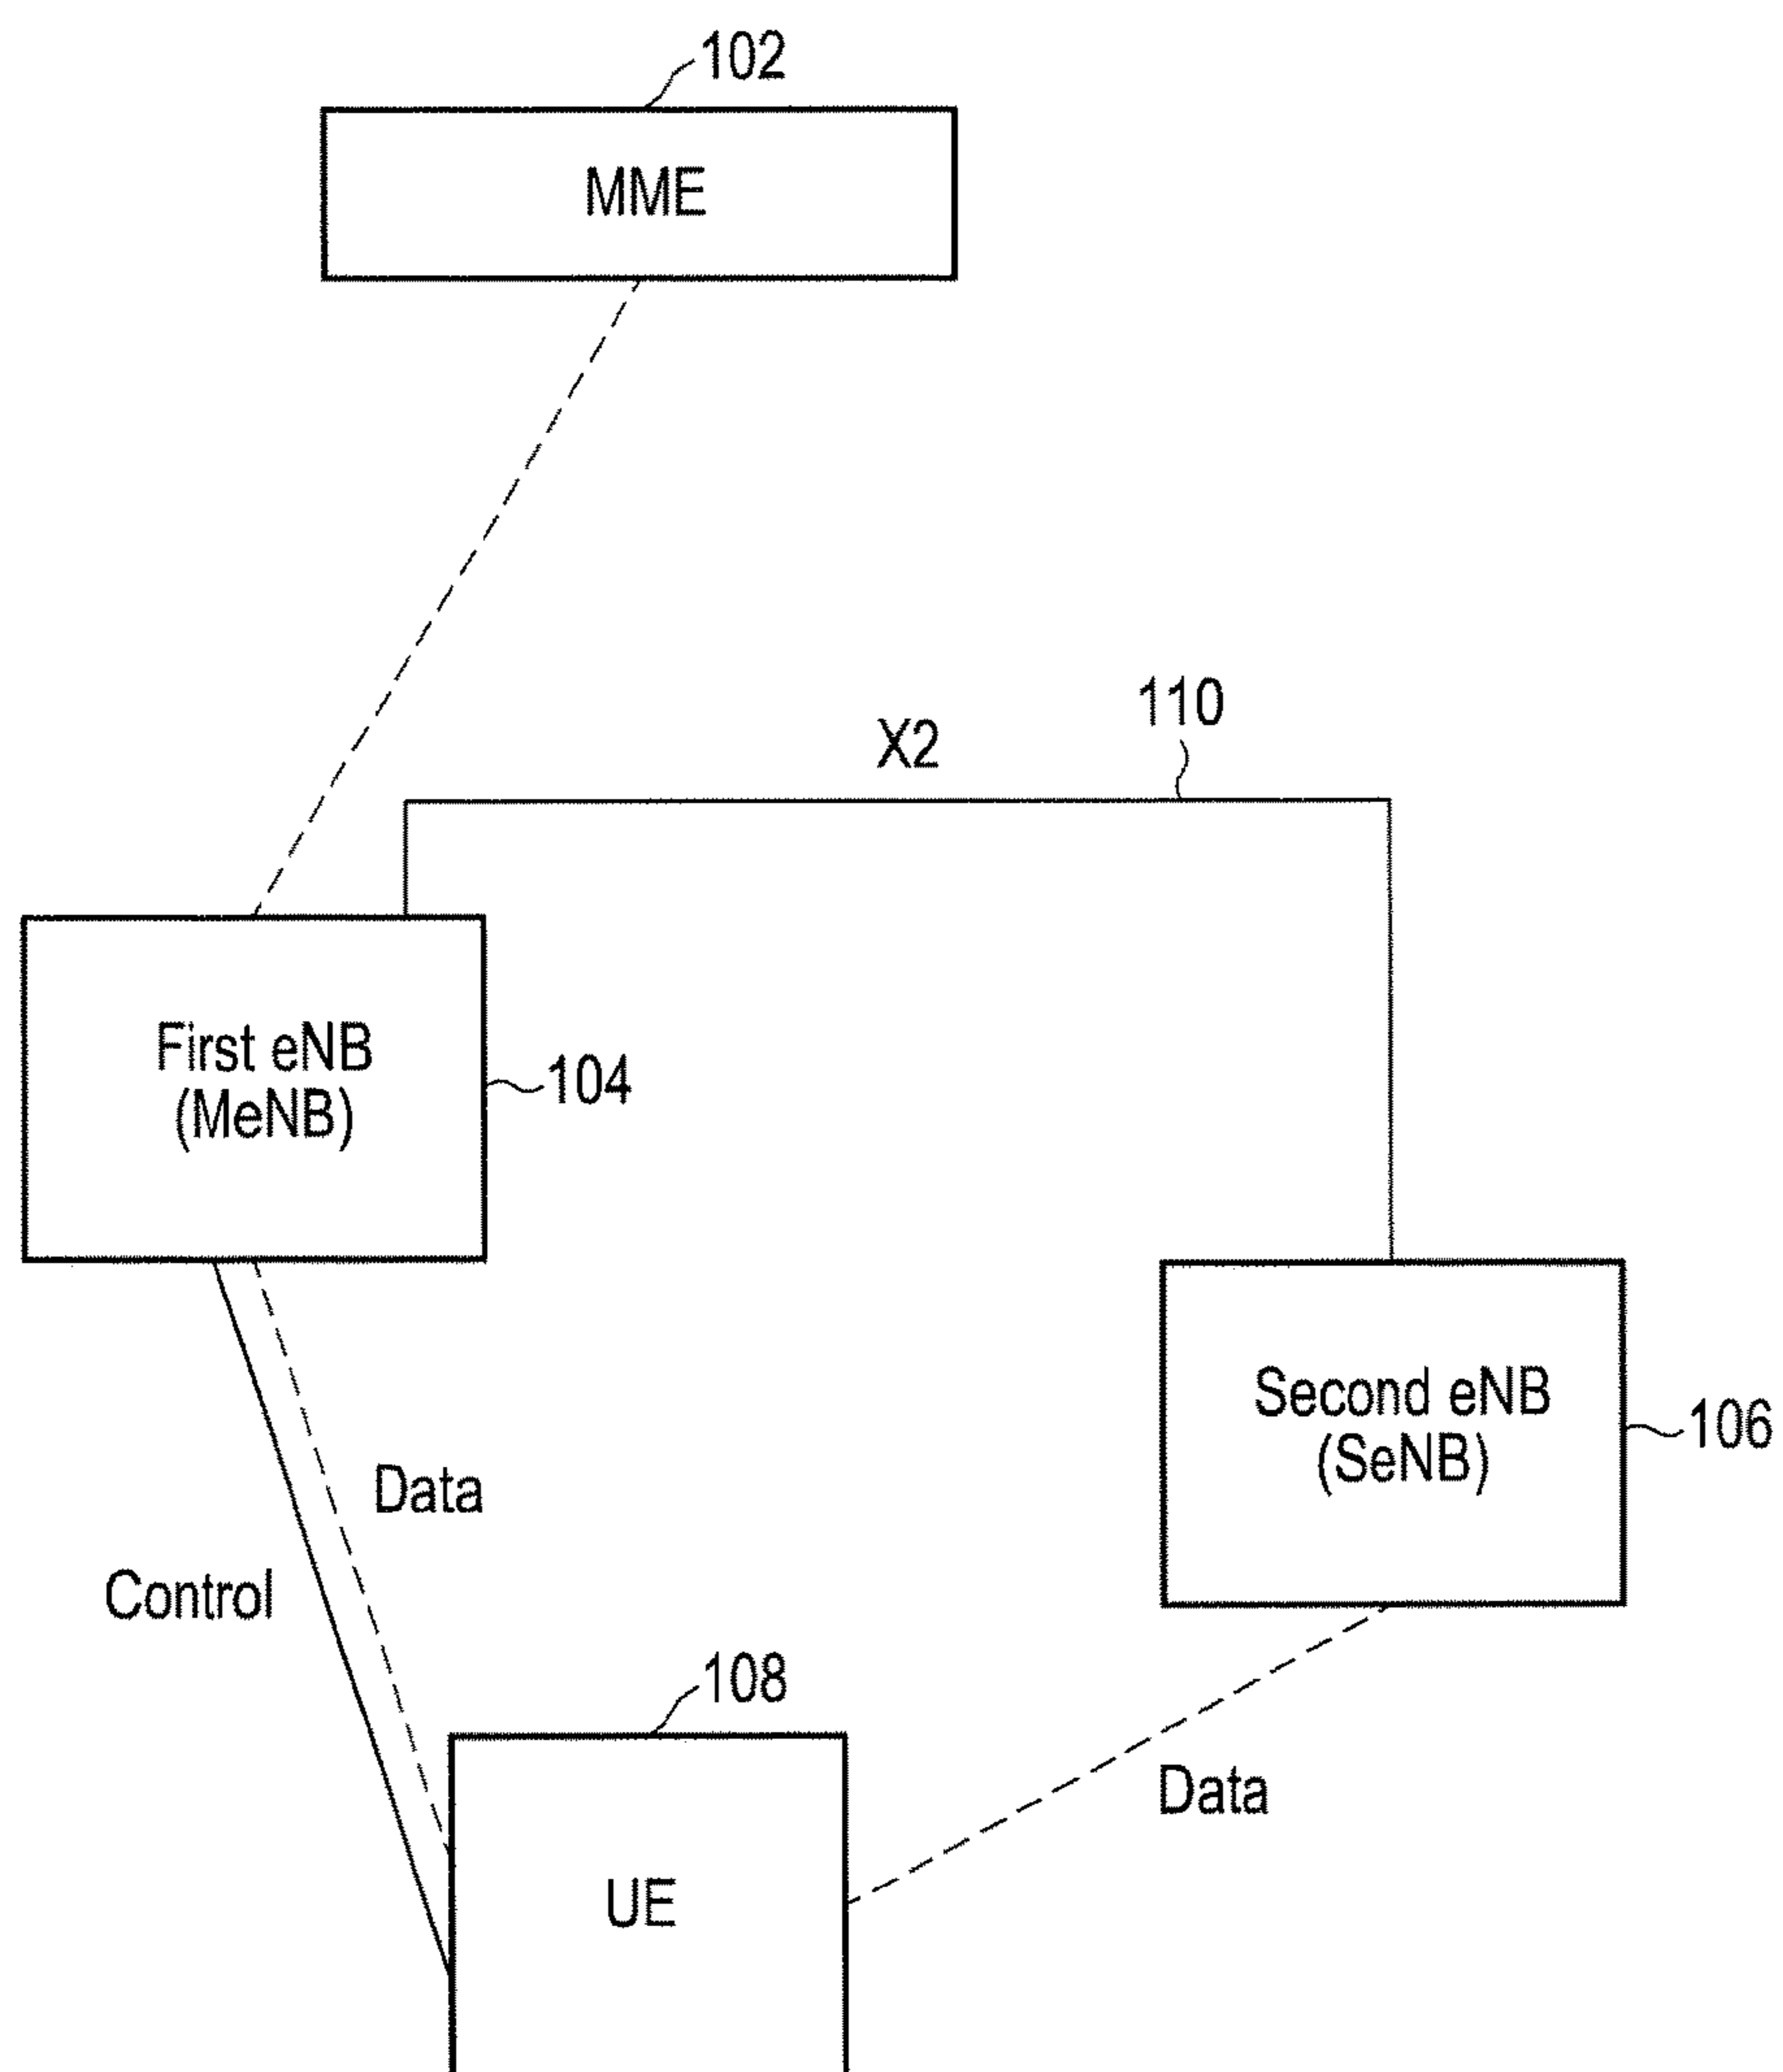 102
MME
110
X2
First eNB
(MeNB)
104
Second eNB
(SeNB)
106
Data
Control
108
Data
UE